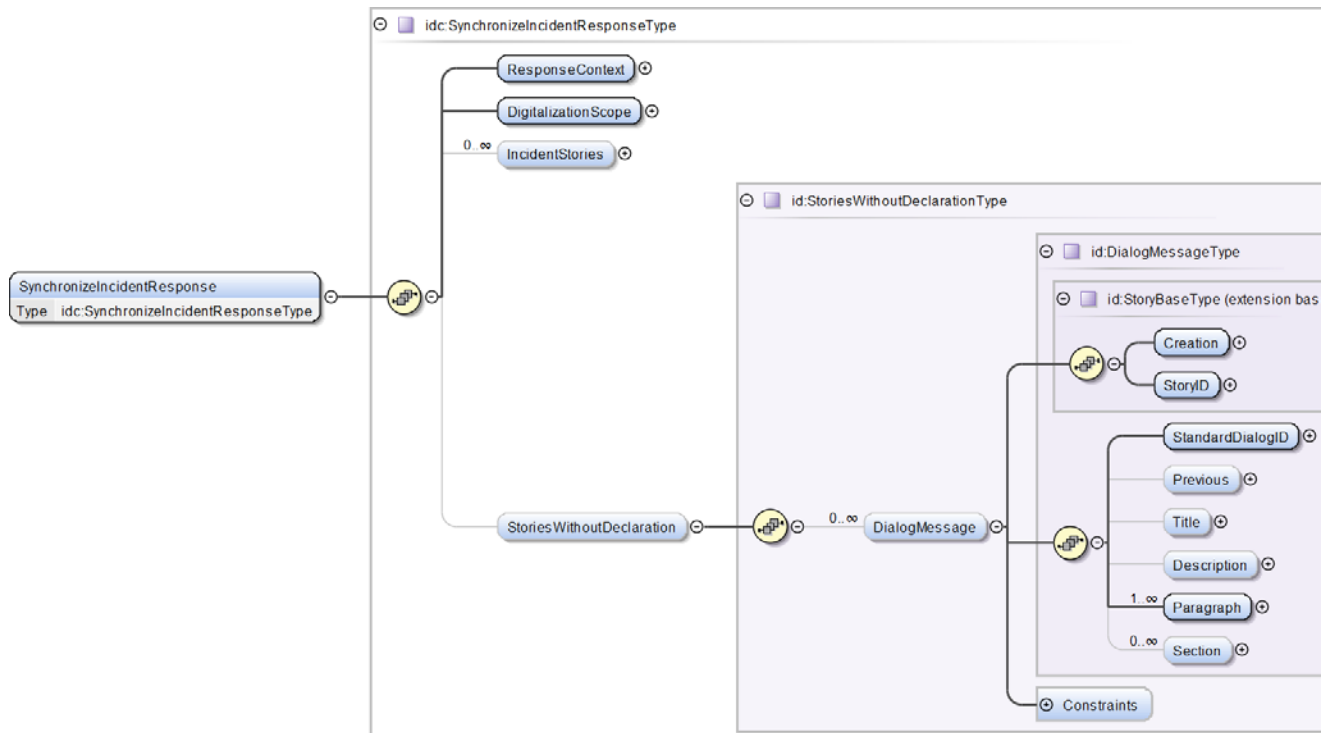 idc:SynchronizeIncidentResponseType
ResponseContext
DigitalizationScope
0..∞ IncidentStories
id:StoriesWithoutDeclarationType
id:DialogMessageType
SynchronizeIncidentResponse
Type idc:SynchronizeIncidentResponseType
id:StoryBaseType (extension bas
Creation
StoryID
StandardDialogID
Previous
Title
StoriesWithoutDeclaration
0..∞ DialogMessage
Description
1..∞ Paragraph
0..∞ Section
Constraints